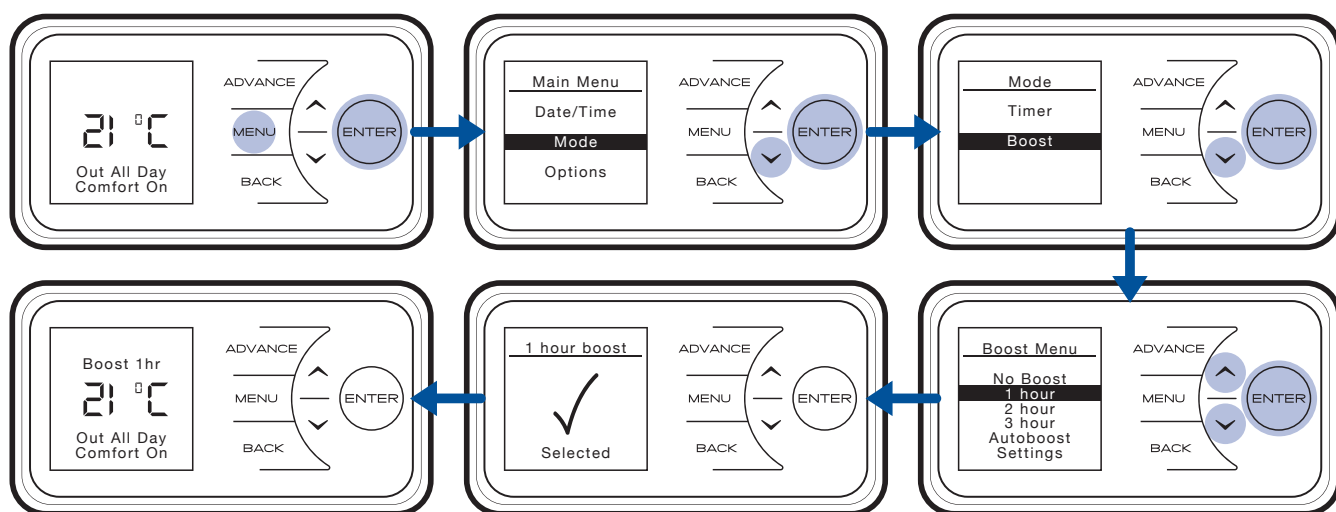 21 °C
Out All Day
Comfort On
ADVANCE
MENU
BACK
ENTER
Main Menu
Date/Time
Mode
Options
ADVANCE
MENU
BACK
ENTER
Mode
Timer
Boost
ADVANCE
MENU
BACK
ENTER
Boost Menu
No Boost
1 hour
2 hour
3 hour
Autoboost
Settings
ADVANCE
MENU
BACK
ENTER
1 hour boost
Selected
ADVANCE
MENU
BACK
ENTER
Boost 1hr
21 °C
Out All Day
Comfort On
ADVANCE
MENU
BACK
ENTER